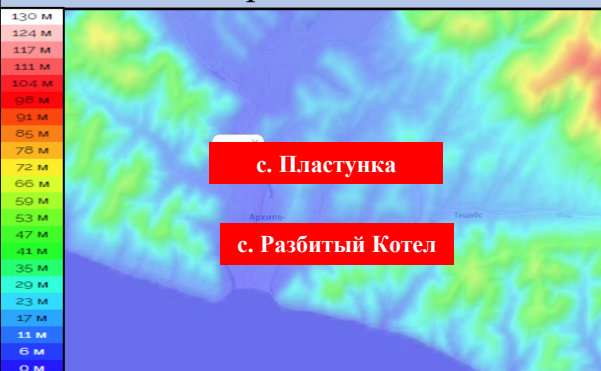 130 м
124 м
117 м
111 м
104 м
98 м
91 м
85 м
78 м
72 м
66 м
59 м
53 м
47 м
41 м
35 м
29 м
23 м
17 м
11 м
6 м
0 м
с. Пластунка
Архипо-
Тешебс
с. Разбитый Котел